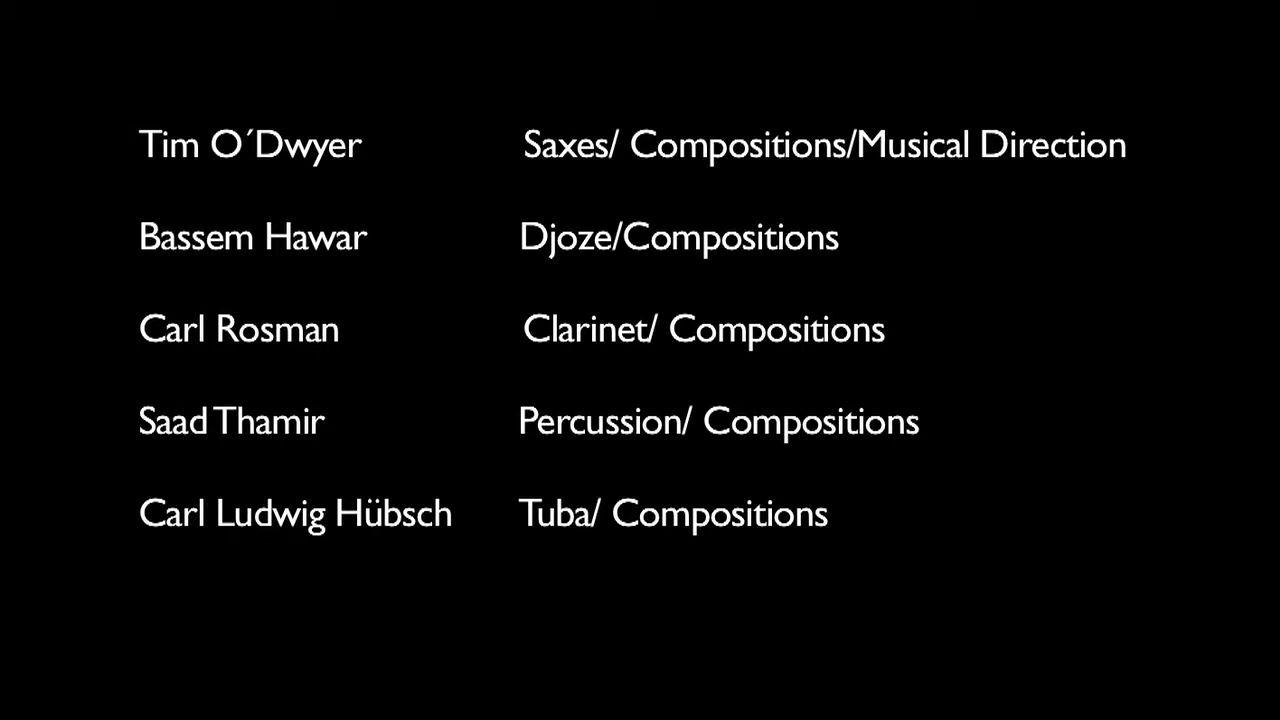 Tim O´Dwyer Saxes/ Compositions/Musical Direction
Bassem Hawar Djoze/Compositions
Carl Rosman Clarinet/ Compositions
Saad Thamir Percussion/ Compositions
Carl Ludwig Hübsch Tuba/ Compositions